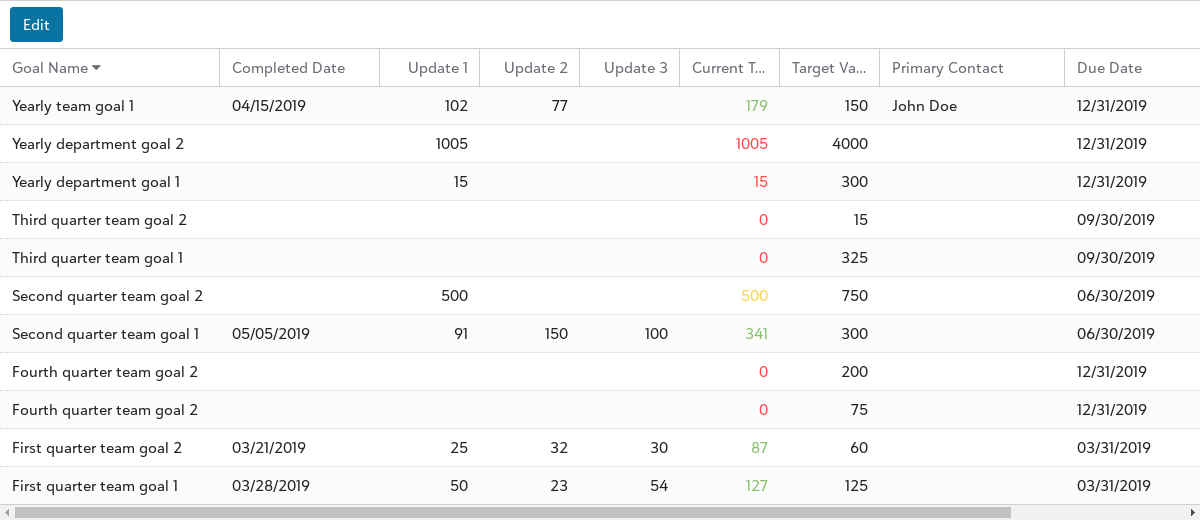 Edit
Goal Name Completed Date Update 1 Update 2 Update 3 Current T... Target Va... Primary Contact Due Date
Yearly team goal 1 04/15/2019 102 77 179 150 John Doe 12/31/2019
Yearly department goal 2 1005 1005 4000 12/31/2019
Yearly department goal 1 15 15 300 12/31/2019
Third quarter team goal 2 0 15 09/30/2019
Third quarter team goal 1 0 325 09/30/2019
Second quarter team goal 2 500 500 750 06/30/2019
Second quarter team goal 1 05/05/2019 91 150 100 341 300 06/30/2019
Fourth quarter team goal 2 0 200 12/31/2019
Fourth quarter team goal 2 0 75 12/31/2019
First quarter team goal 2 03/21/2019 25 32 30 87 60 03/31/2019
First quarter team goal 1 03/28/2019 50 23 54 127 125 03/31/2019